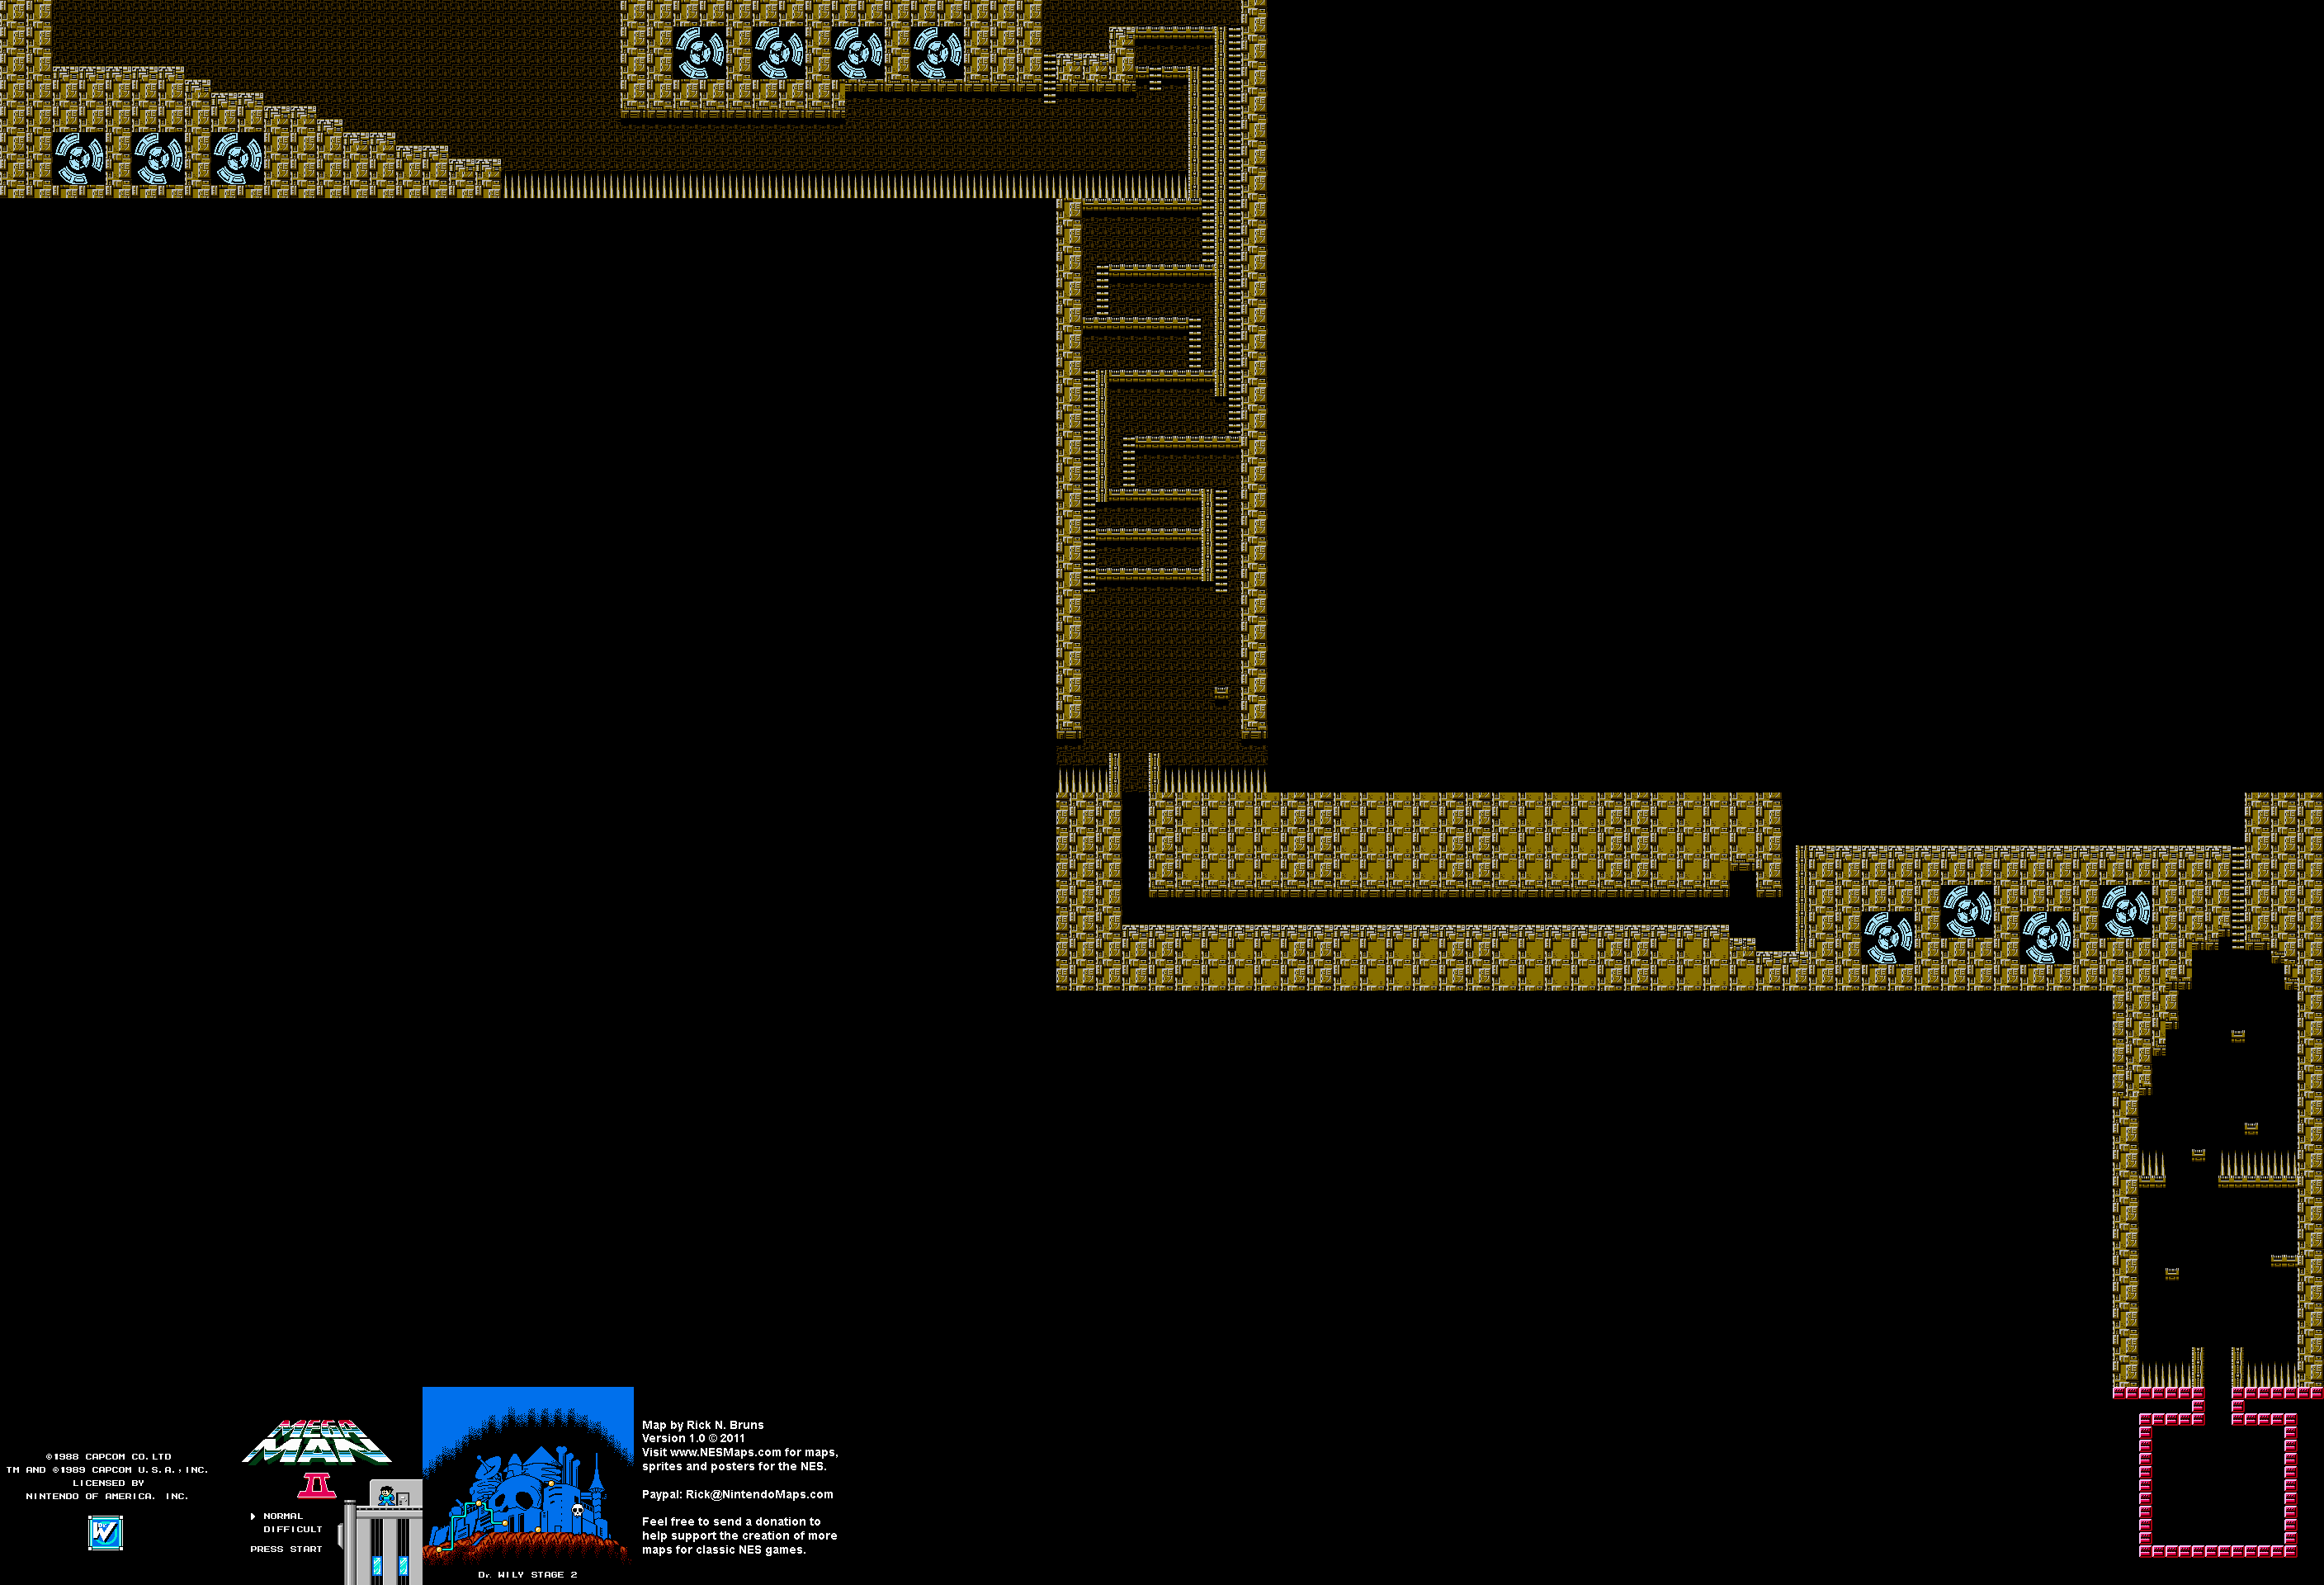 ©1988 CAPCOM CO.LTD
TM AND ©1989 CAPCOM U.S.A.,INC.
LICENSED BY
NINTENDO OF AMERICA. INC.
W
MEGA
MAN
II
NORMAL
DIFFICULT
PRESS START
Dr. WILY STAGE 2
Map by Rick N. Bruns
Version 1.0 © 2011
Visit www.NESMaps.com for maps,
sprites and posters for the NES.
Paypal: Rick@NintendoMaps.com
Feel free to send a donation to
help support the creation of more
maps for classic NES games.